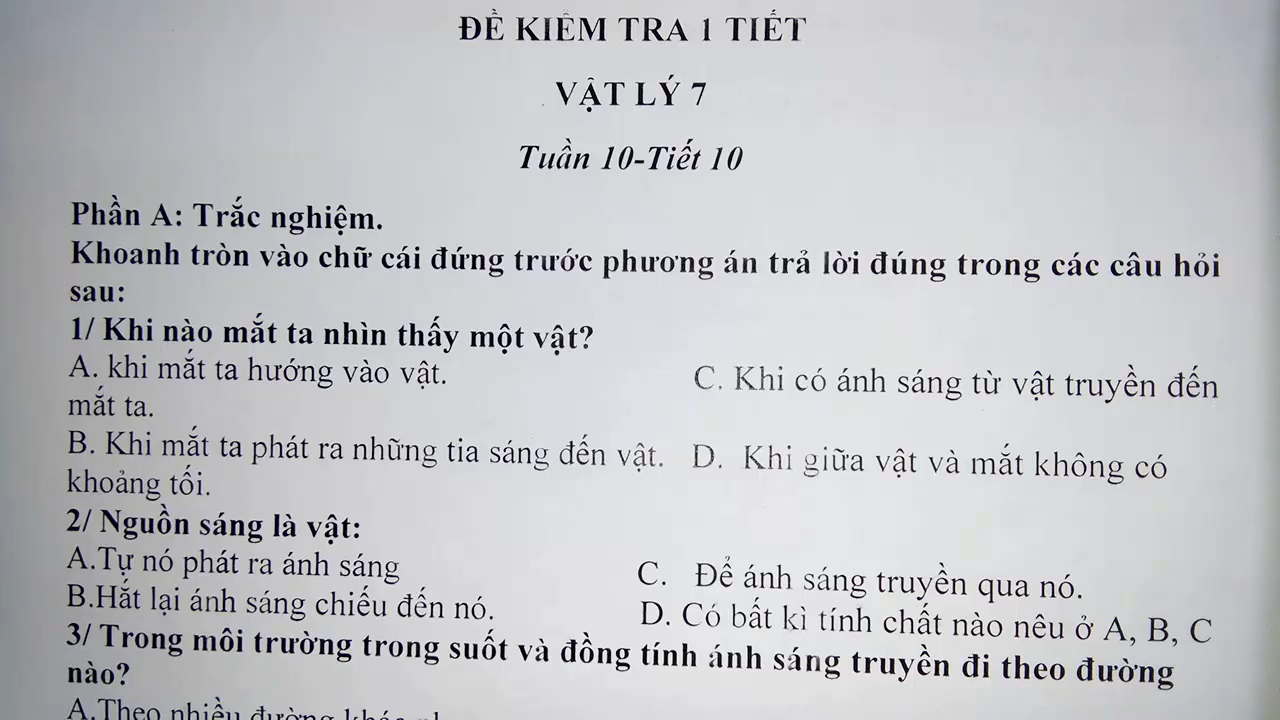 ĐỀ KIỂM TRA 1 TIẾT
VẬT LÝ 7
Tuần 10-Tiết 10
Phần A: Trắc nghiệm.
Khoanh tròn vào chữ cái đứng trước phương án trả lời đúng trong các câu hỏi
sau:
1/ Khi nào mắt ta nhìn thấy một vật?
A. khi mắt ta hướng vào vật. C. Khi có ánh sáng từ vật truyền đến
mắt ta.
B. Khi mắt ta phát ra những tia sáng đến vật. D. Khi giữa vật và mắt không có
khoảng tối.
2/ Nguồn sáng là vật:
A.Tự nó phát ra ánh sáng C. Để ánh sáng truyền qua nó.
B.Hắt lại ánh sáng chiếu đến nó. D. Có bất kì tính chất nào nêu ở A, B, C
3/ Trong môi trường trong suốt và đồng tính ánh sáng truyền đi theo đường
nào?
A.Theo nhiều đường